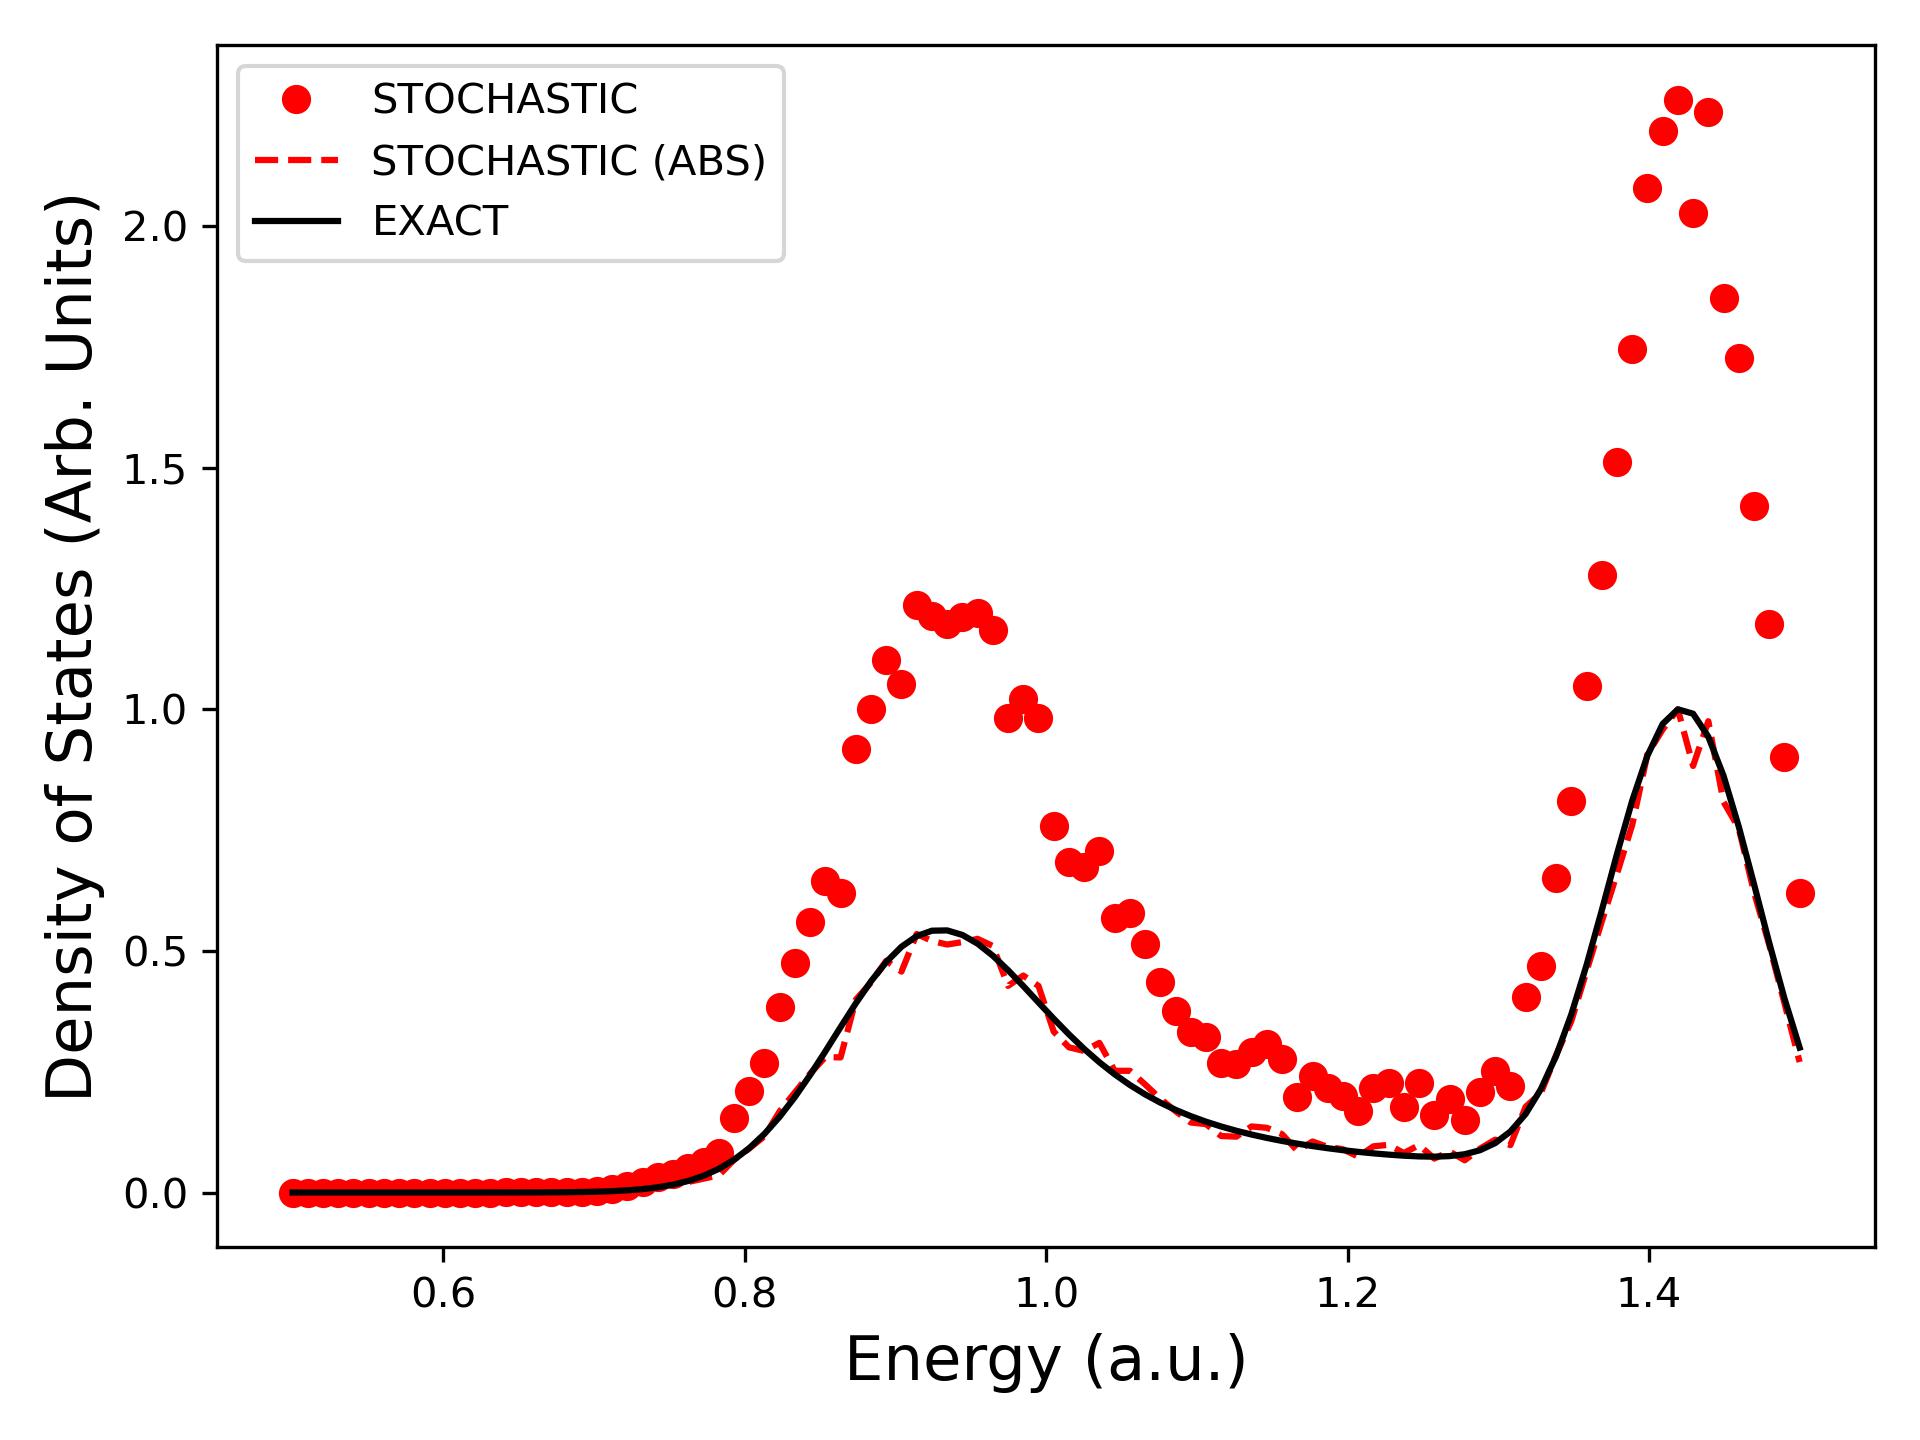 STOCHASTIC
STOCHASTIC (ABS)
EXACT
Density of States (Arb. Units)
2.0
1.5
1.0
0.5
0.0
0.6 0.8 1.0 1.2 1.4
Energy (a.u.)